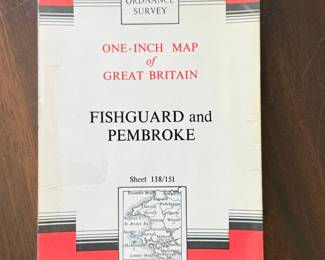 ORDNANCE
SURVEY
ONE-INCH MAP
of
GREAT BRITAIN
FISHGUARD and
PEMBROKE
Sheet 138/151